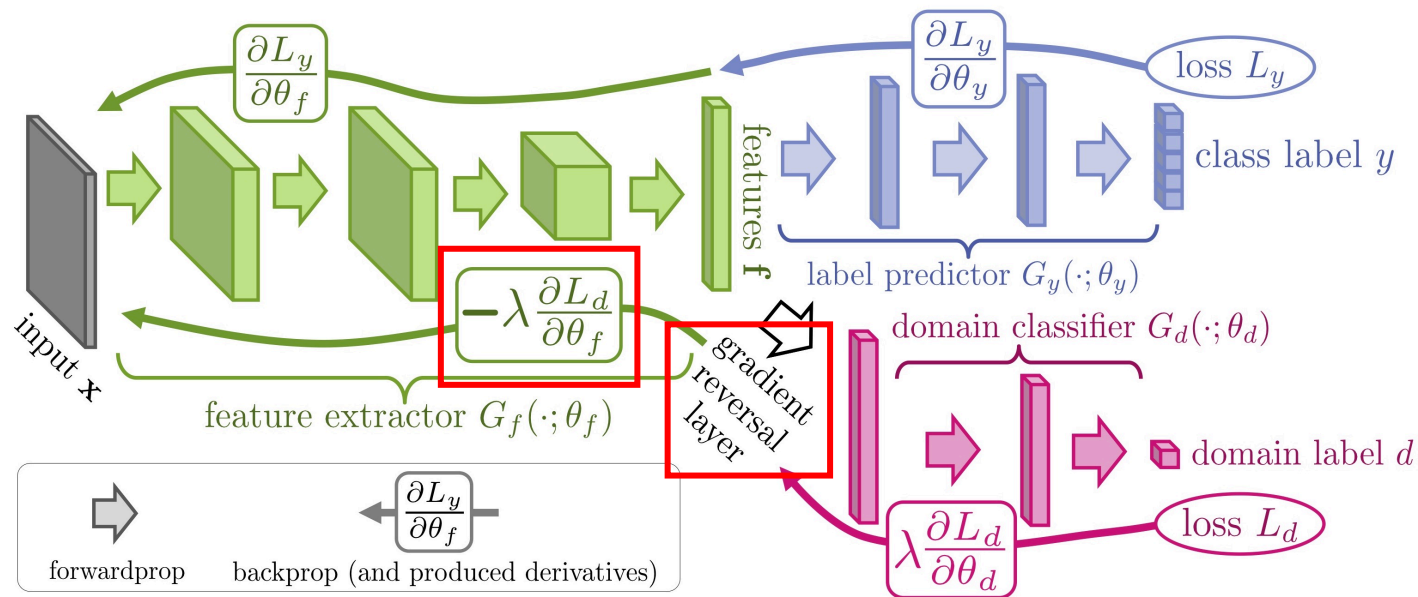 ∂L_y/∂θ_f
∂L_y/∂θ_y
loss L_y
features f
class label y
label predictor G_y(·; θ_y)
input x
−λ ∂L_d/∂θ_f
gradient
reversal
layer
domain classifier G_d(·; θ_d)
feature extractor G_f(·; θ_f)
domain label d
∂L_y/∂θ_f
forwardprop
backprop (and produced derivatives)
λ ∂L_d/∂θ_d
loss L_d